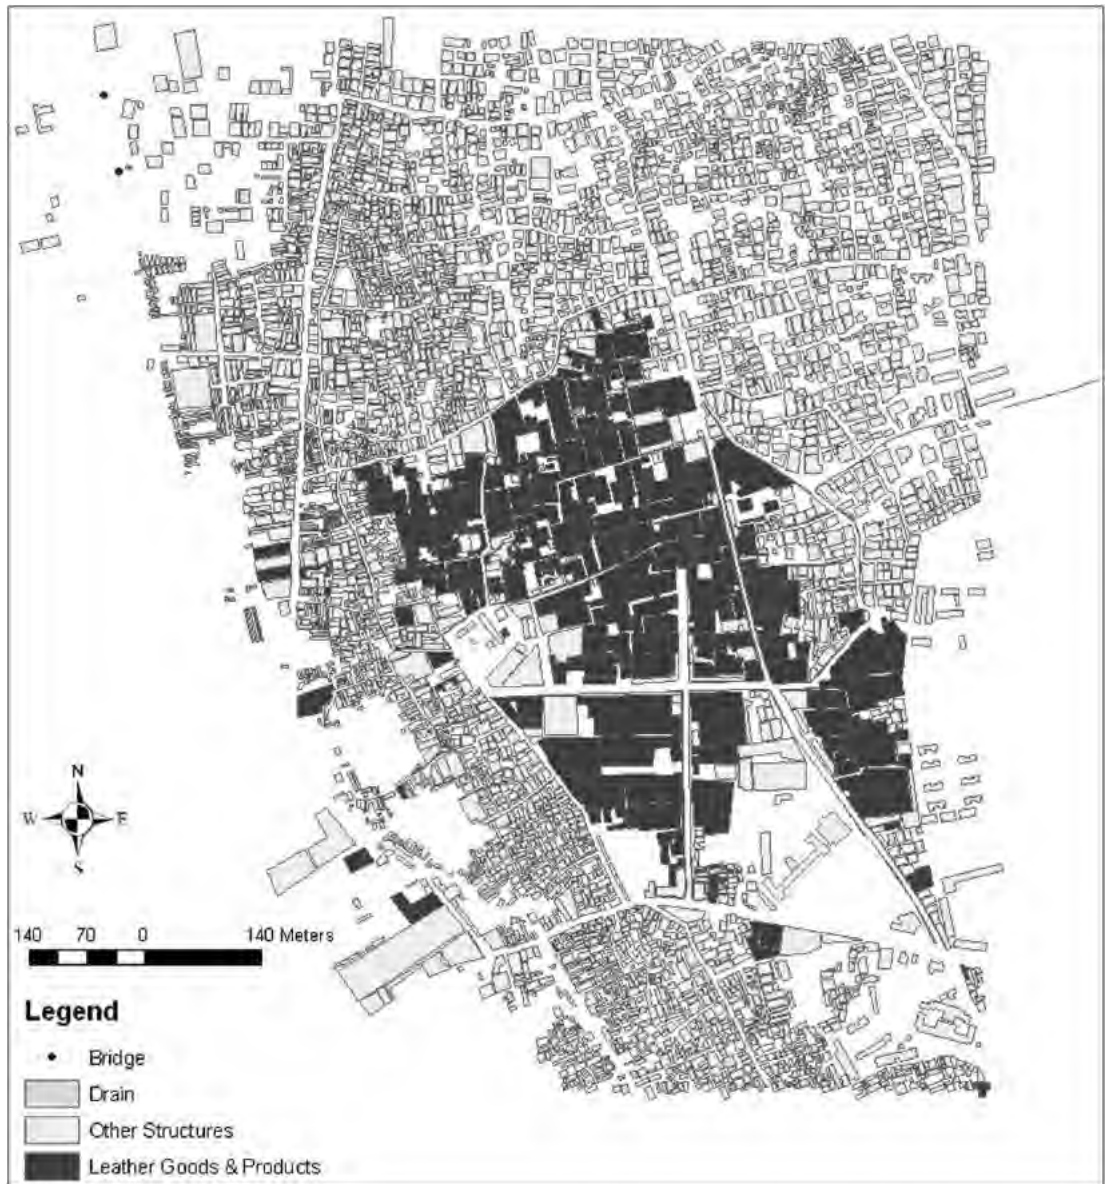 N
W E
S
140 70 0 140 Meters
Legend
Bridge
Drain
Other Structures
Leather Goods & Products